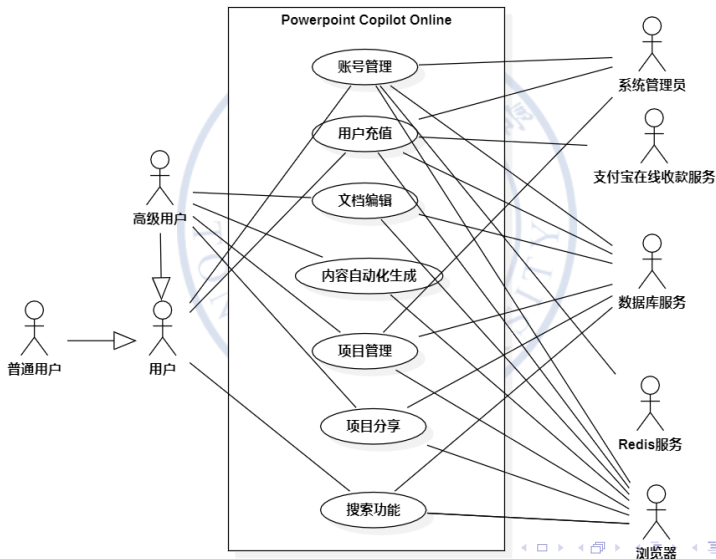 Powerpoint Copilot Online
账号管理
系统管理员
用户充值
支付宝在线收款服务
文档编辑
高级用户
内容自动化生成
数据库服务
项目管理
普通用户
用户
项目分享
Redis服务
搜索功能
浏览器